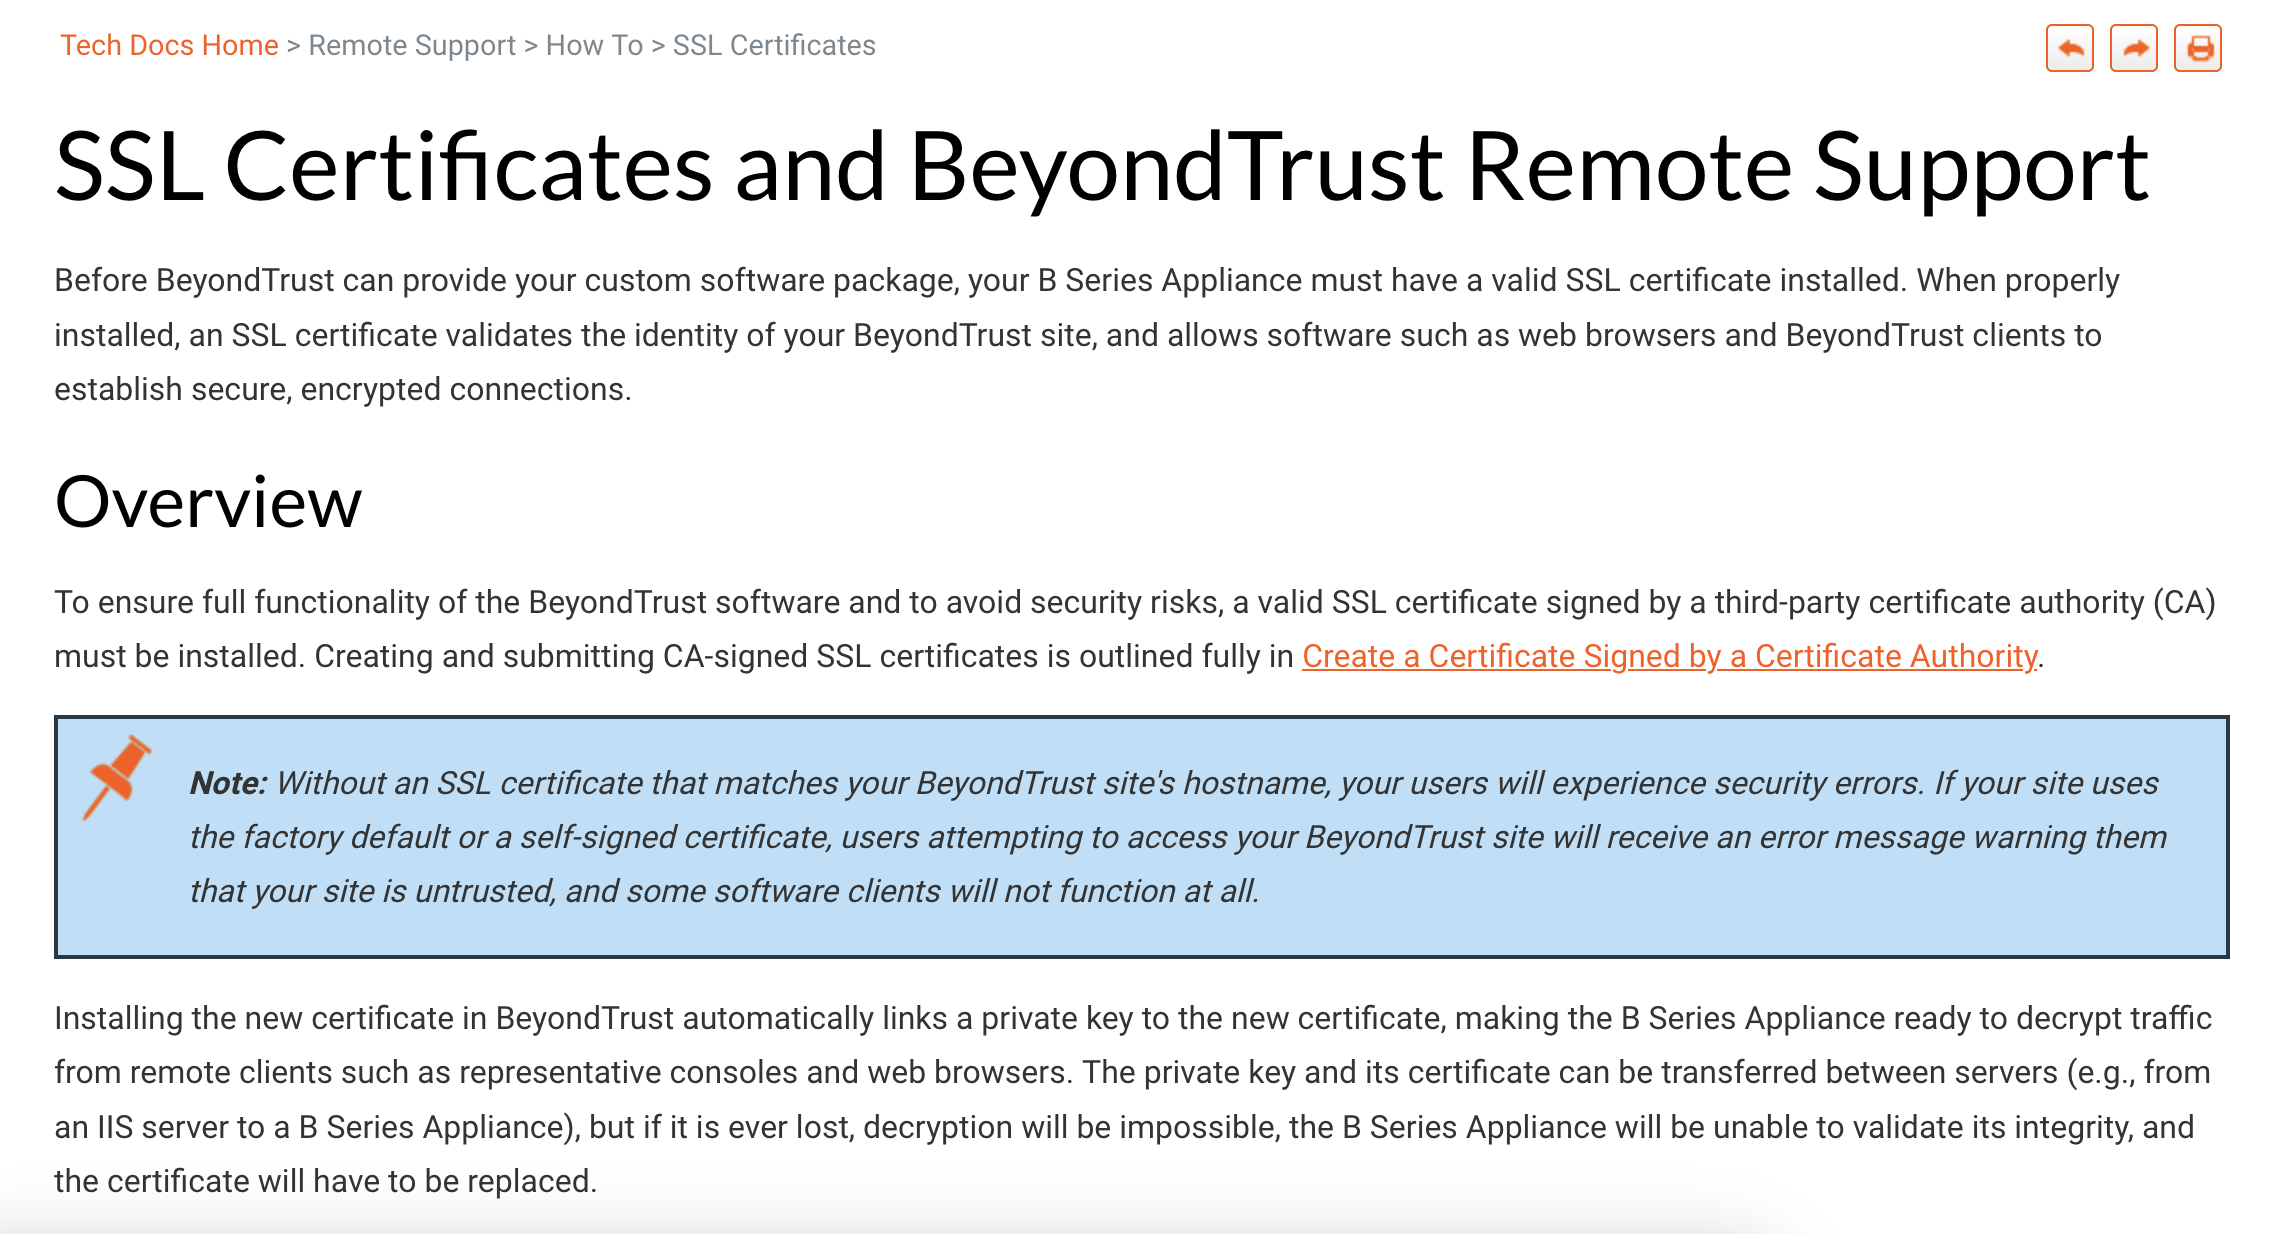 Tech Docs Home > Remote Support > How To > SSL Certificates
SSL Certificates and BeyondTrust Remote Support
Before BeyondTrust can provide your custom software package, your B Series Appliance must have a valid SSL certificate installed. When properly
installed, an SSL certificate validates the identity of your BeyondTrust site, and allows software such as web browsers and BeyondTrust clients to
establish secure, encrypted connections.
Overview
To ensure full functionality of the BeyondTrust software and to avoid security risks, a valid SSL certificate signed by a third-party certificate authority (CA)
must be installed. Creating and submitting CA-signed SSL certificates is outlined fully in Create a Certificate Signed by a Certificate Authority.
Note: Without an SSL certificate that matches your BeyondTrust site's hostname, your users will experience security errors. If your site uses
the factory default or a self-signed certificate, users attempting to access your BeyondTrust site will receive an error message warning them
that your site is untrusted, and some software clients will not function at all.
Installing the new certificate in BeyondTrust automatically links a private key to the new certificate, making the B Series Appliance ready to decrypt traffic
from remote clients such as representative consoles and web browsers. The private key and its certificate can be transferred between servers (e.g., from
an IIS server to a B Series Appliance), but if it is ever lost, decryption will be impossible, the B Series Appliance will be unable to validate its integrity, and
the certificate will have to be replaced.